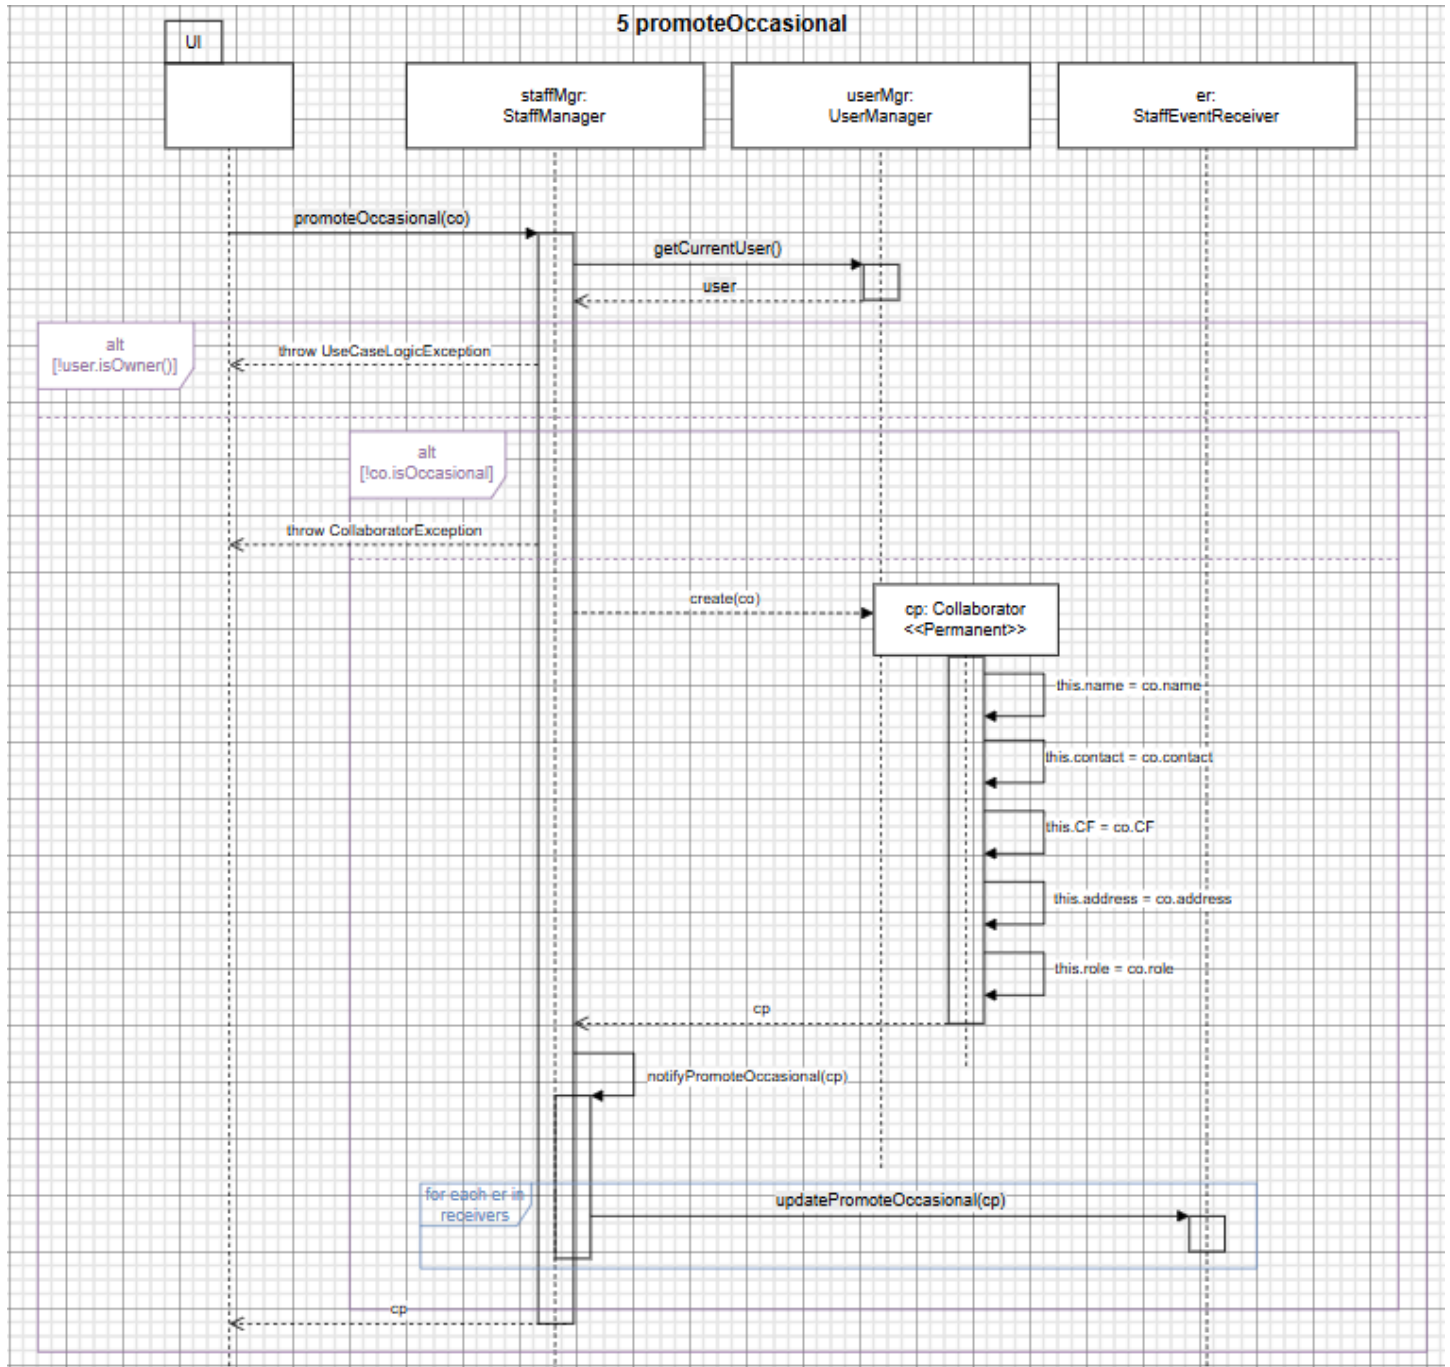 5 promoteOccasional
UI
staffMgr:
StaffManager
userMgr:
UserManager
er:
StaffEventReceiver
promoteOccasional(co)
getCurrentUser()
user
alt
[!user.isOwner()]
throw UseCaseLogicException
alt
[!co.isOccasional]
throw CollaboratorException
create(co)
cp: Collaborator
<<Permanent>>
this.name = co.name
this.contact = co.contact
this.CF = co.CF
this.address = co.address
this.role = co.role
cp
notifyPromoteOccasional(cp)
for each er in
receivers
updatePromoteOccasional(cp)
cp